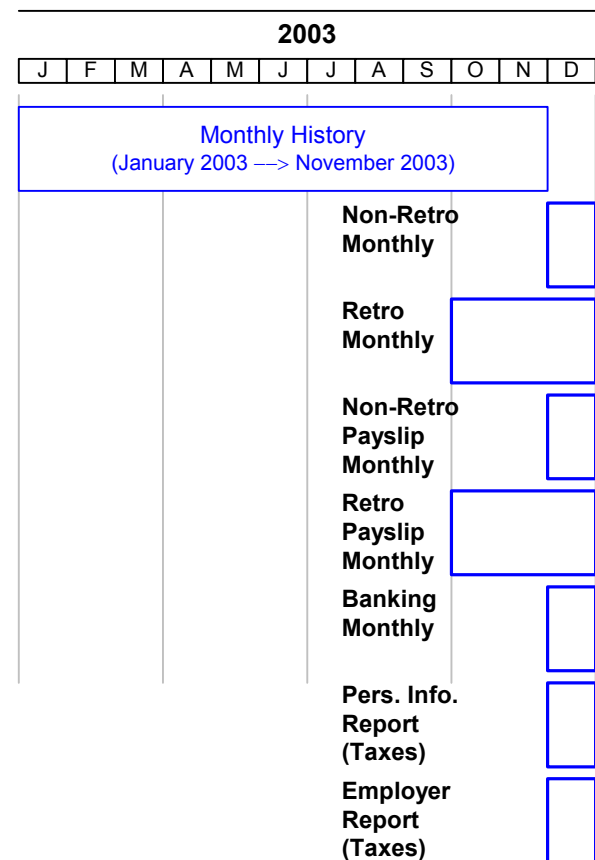 2003
J F M A M J J A S O N D
Monthly History
(January 2003 ––> November 2003)
Non-Retro
Monthly
Retro
Monthly
Non-Retro
Payslip
Monthly
Retro
Payslip
Monthly
Banking
Monthly
Pers. Info.
Report
(Taxes)
Employer
Report
(Taxes)